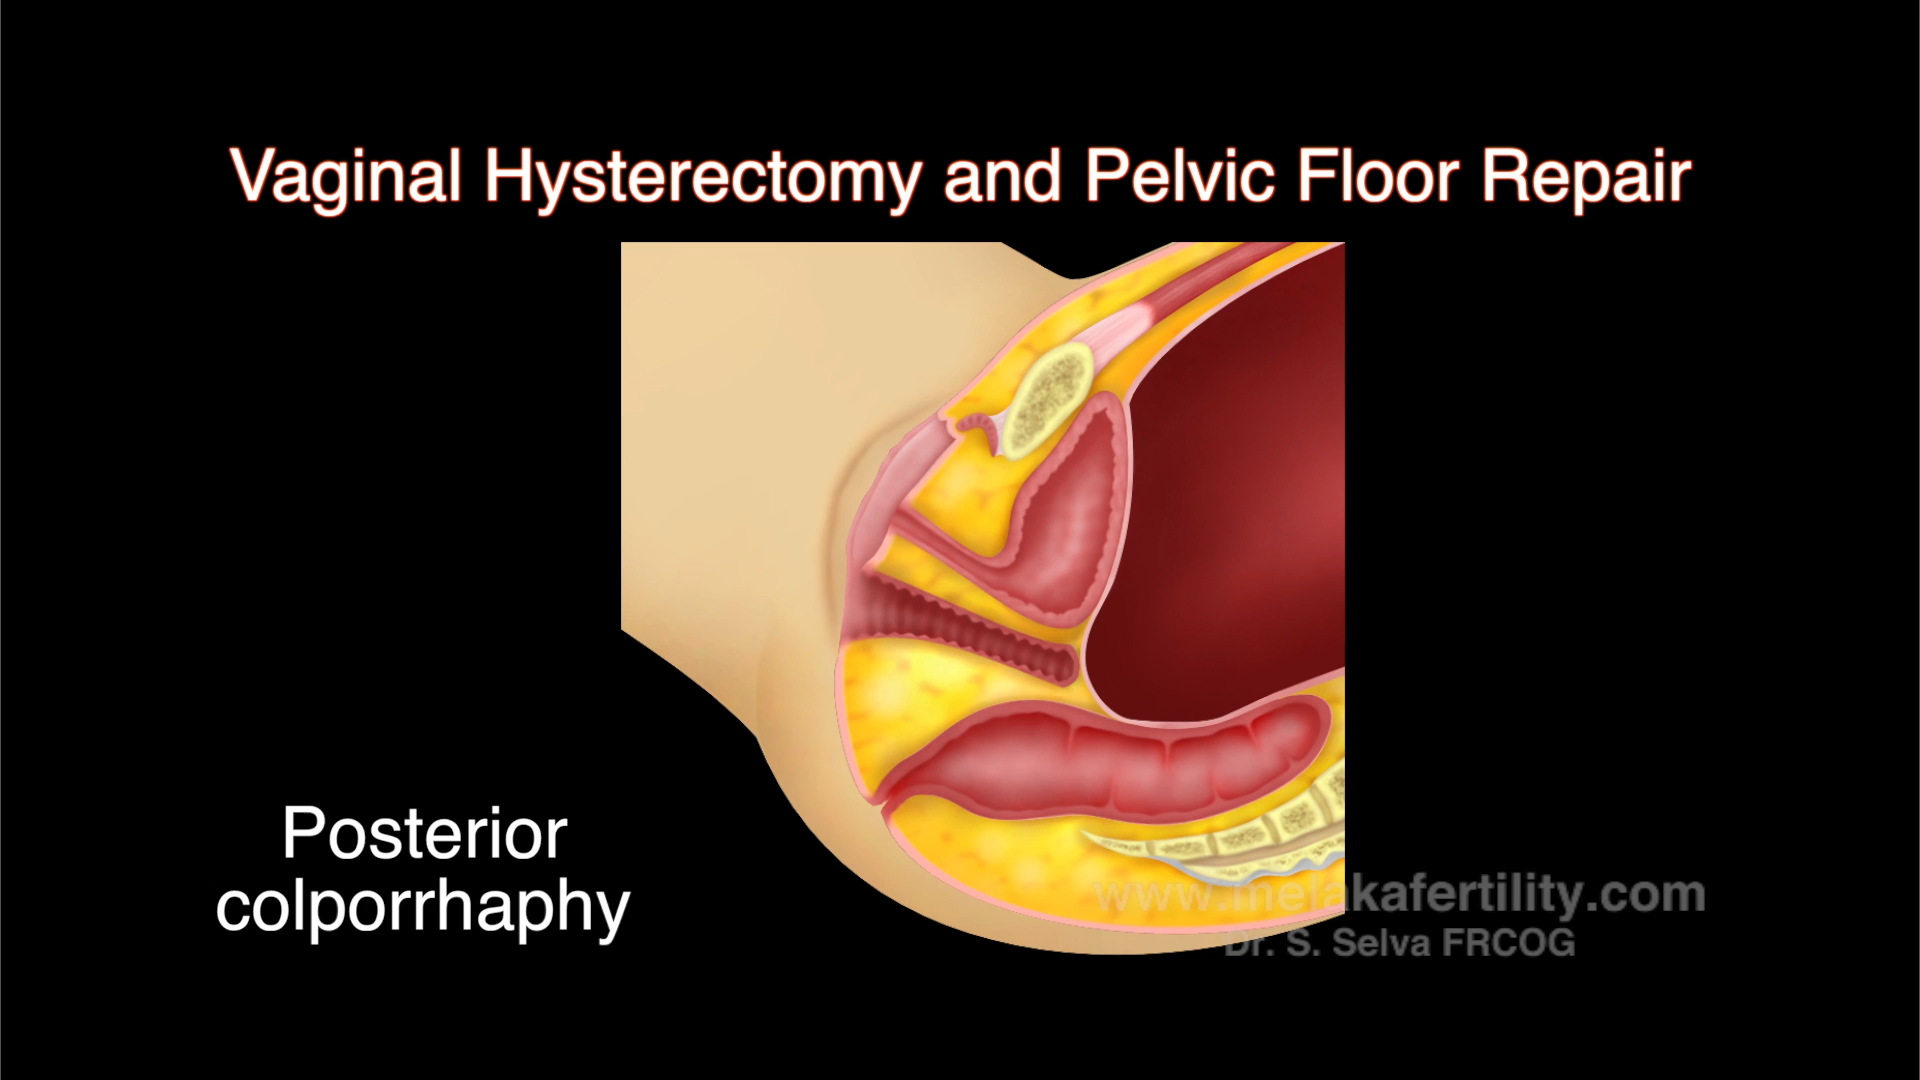 Vaginal Hysterectomy and Pelvic Floor Repair
Posterior
colporrhaphy
www.melakafertility.com
Dr. S. Selva FRCOG